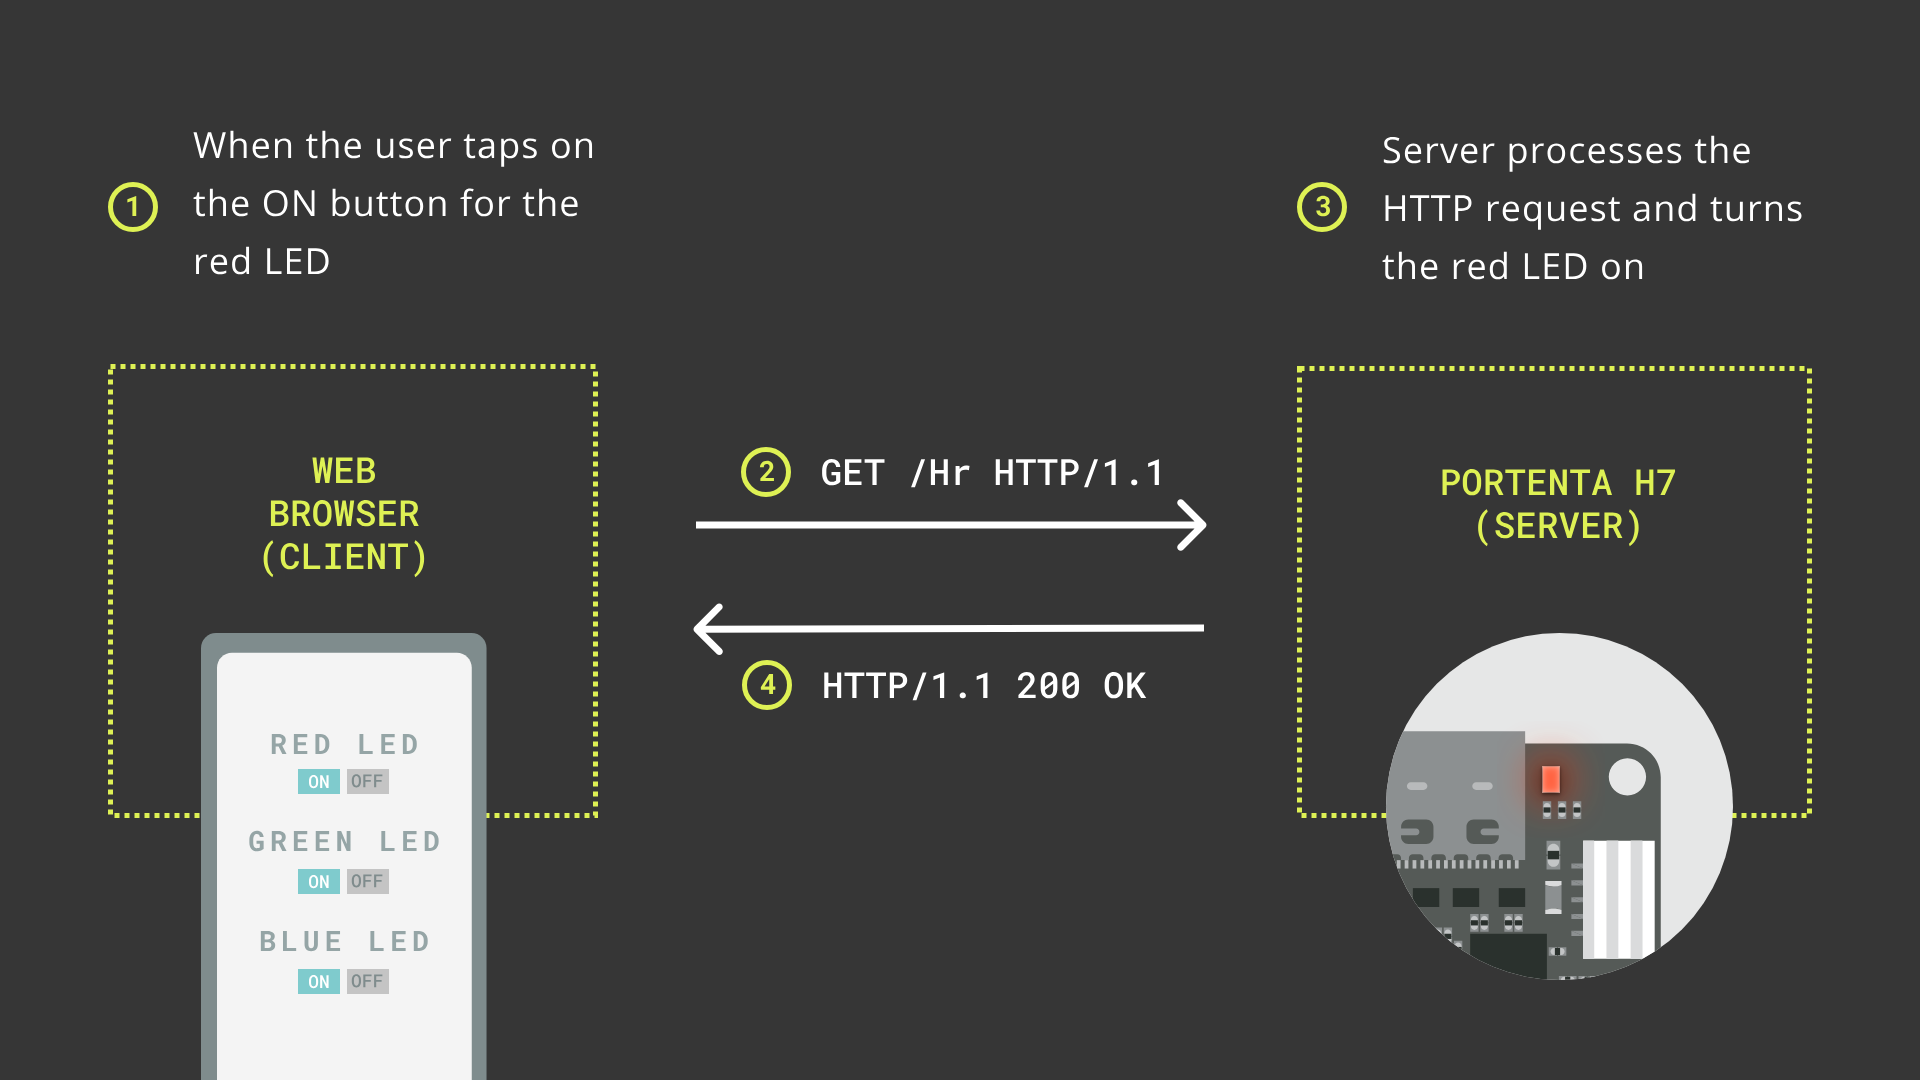 1
When the user taps on
the ON button for the
red LED
3
Server processes the
HTTP request and turns
the red LED on
WEB
BROWSER
(CLIENT)
2
GET /Hr HTTP/1.1
4
HTTP/1.1 200 OK
PORTENTA H7
(SERVER)
RED LED
ON OFF
GREEN LED
ON OFF
BLUE LED
ON OFF